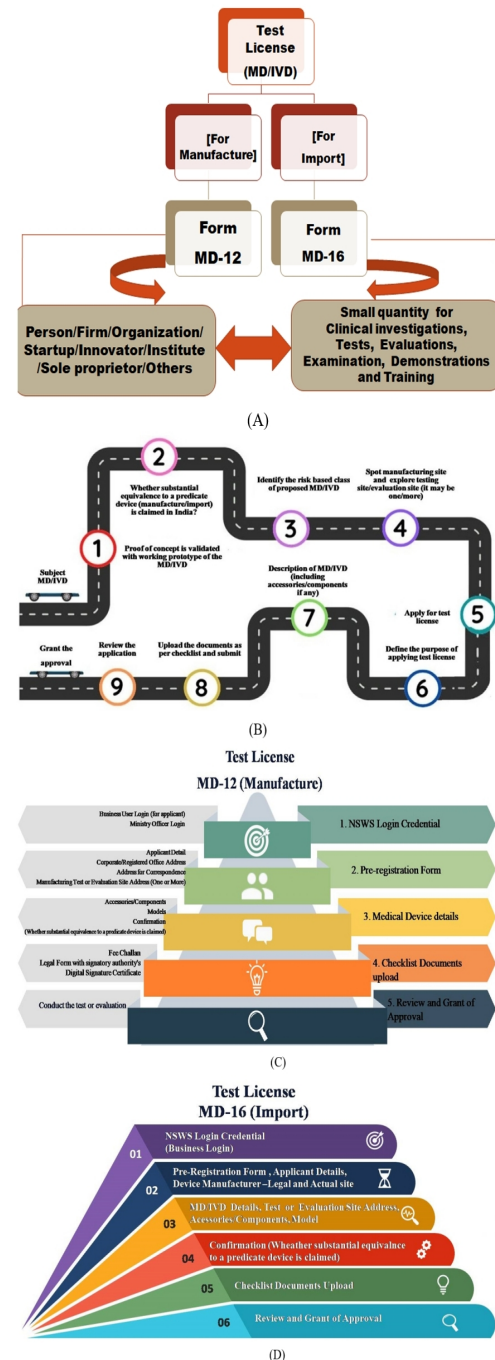 Test
License
(MD/IVD)
[For
Manufacture]
[For
Import]
Form
MD-12
Form
MD-16
Person/Firm/Organization/
Startup/Innovator/Institute
/Sole proprietor/Others
Small quantity for
Clinical investigations,
Tests, Evaluations,
Examination, Demonstrations
and Training
(A)
Subject
MD/IVD
1
Proof of concept is validated
with working prototype of the
MD/IVD
2
Whether substantial
equivalence to a predicate
device (manufacture/import)
is claimed in India?
3
Identify the risk based class
of proposed MD/IVD
4
Spot manufacturing site
and explore testing
site/evaluation site (it may be
one/more)
5
Apply for test
license
6
Define the purpose of
applying test license
7
Description of MD/IVD
(including
accessories/components
if any)
8
Upload the documents as
per checklist and submit
9
Review the
application
Grant the
approval
(B)
Test License
MD-12 (Manufacture)
Business User Login (for applicant)
Ministry Officer Login
1. NSWS Login Credential
Applicant Detail
Corporate/Registered Office Address
Address for Correspondence
Manufacturing Test or Evaluation Site Address (One or More)
2. Pre-registration Form
Accessories/Components
Models
Confirmation
(Whether substantial equivalence to a predicate device is claimed)
3. Medical Device details
Fee Challan
Legal Form with signatory authority's
Digital Signature Certificate
4. Checklist Documents
upload
Conduct the test or evaluation
5. Review and Grant of
Approval
(C)
Test License
MD-16 (Import)
01
NSWS Login Credential
(Business Login)
02
Pre-Registration Form , Applicant Details,
Device Manufacturer –Legal and Actual site
03
MD/IVD Details, Test or Evaluation Site Address,
Acessories/Components, Model
04
Confirmation (Wheather substantial equivalnce
to a predicate device is claimed)
05
Checklist Documents Upload
06
Review and Grant of Approval
(D)